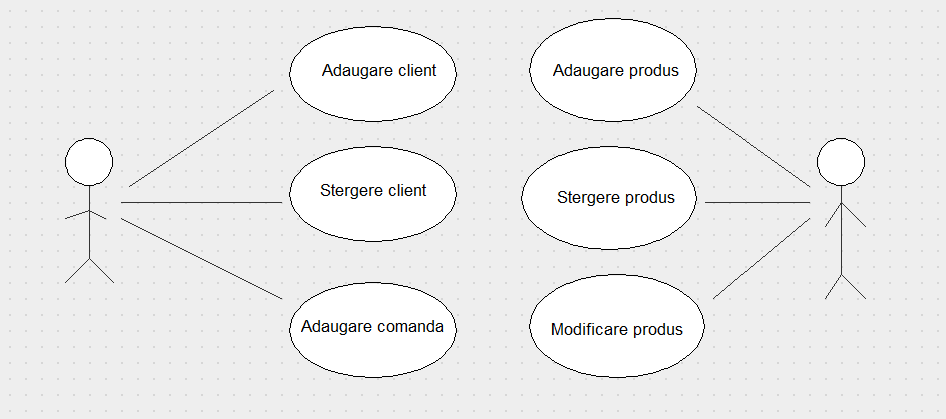 Adaugare client
Adaugare produs
Stergere client
Stergere produs
Adaugare comanda
Modificare produs